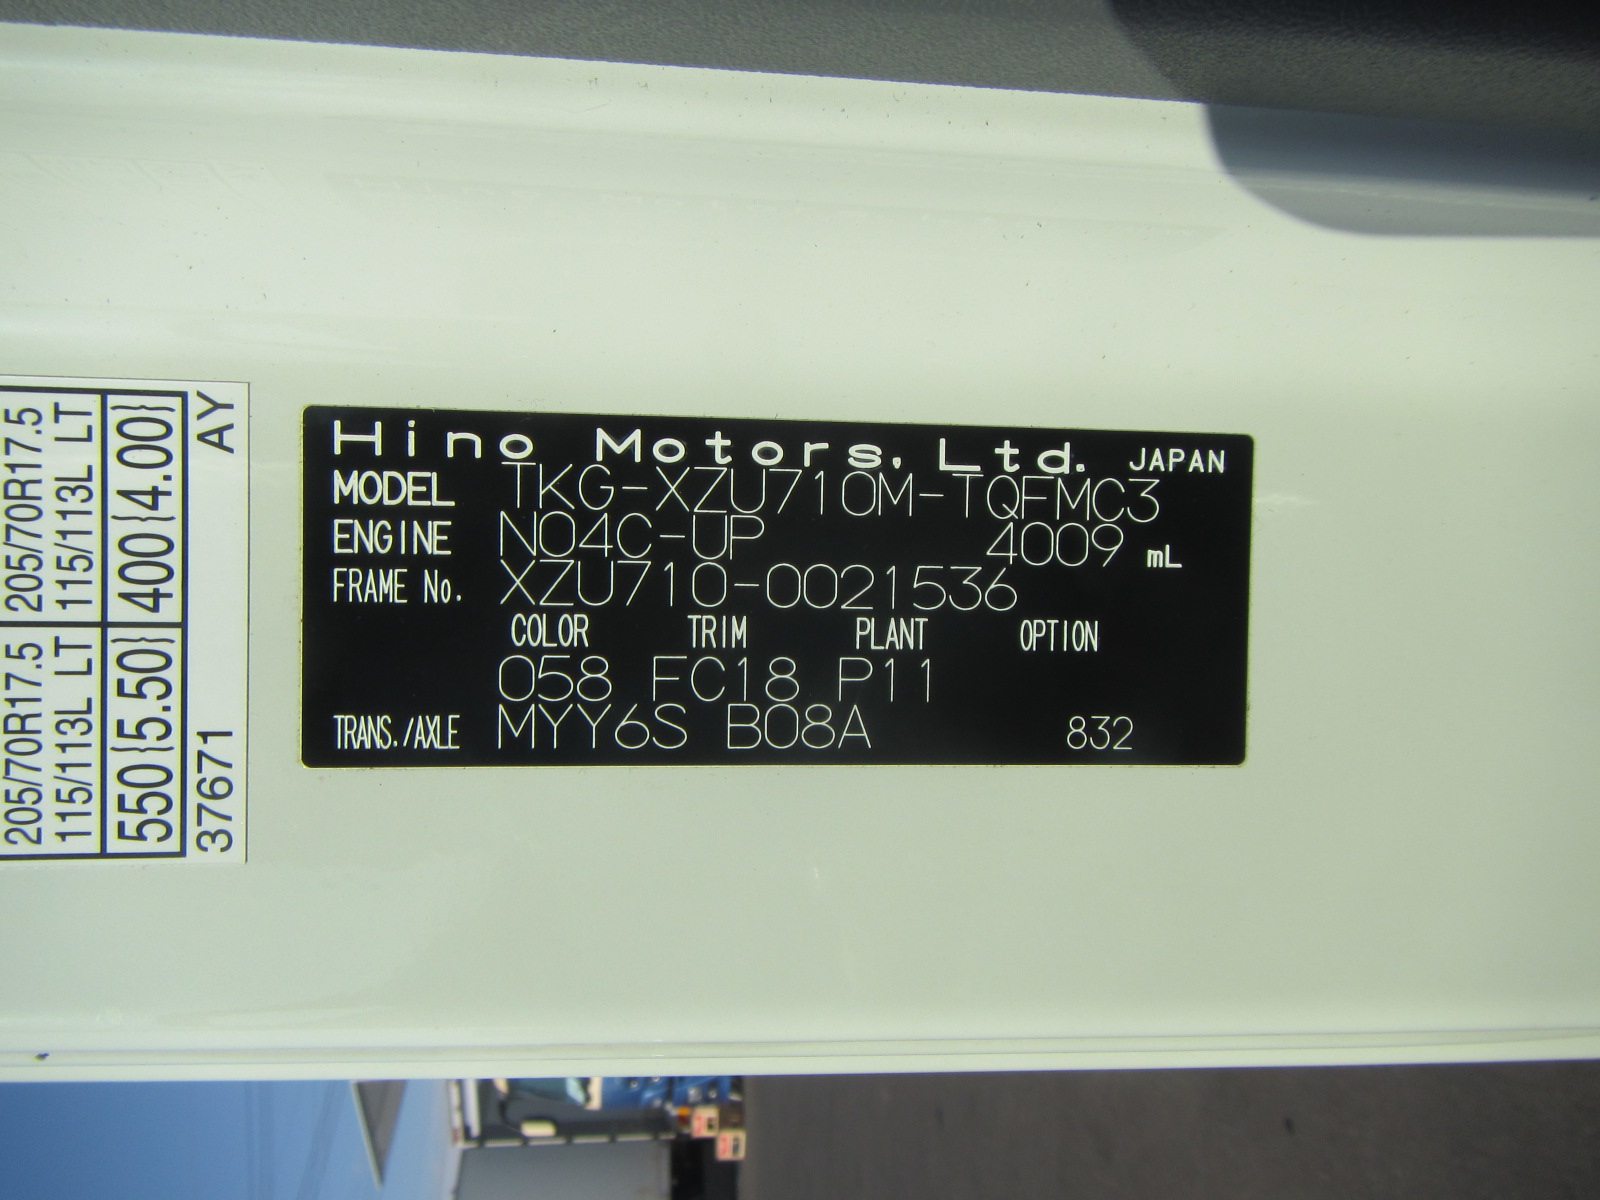 Hino Motors, Ltd. JAPAN
MODEL TKG-XZU710M-TQFMC3
ENGINE N04C-UP 4009 mL
FRAME No. XZU710-0021536
COLOR TRIM PLANT OPTION
058 FC18 P11
TRANS./AXLE MYY6S B08A 832
205/70R17.5 205/70R17.5
115/113L LT 115/113L LT
550{5.50} 400{4.00}
37671 AY